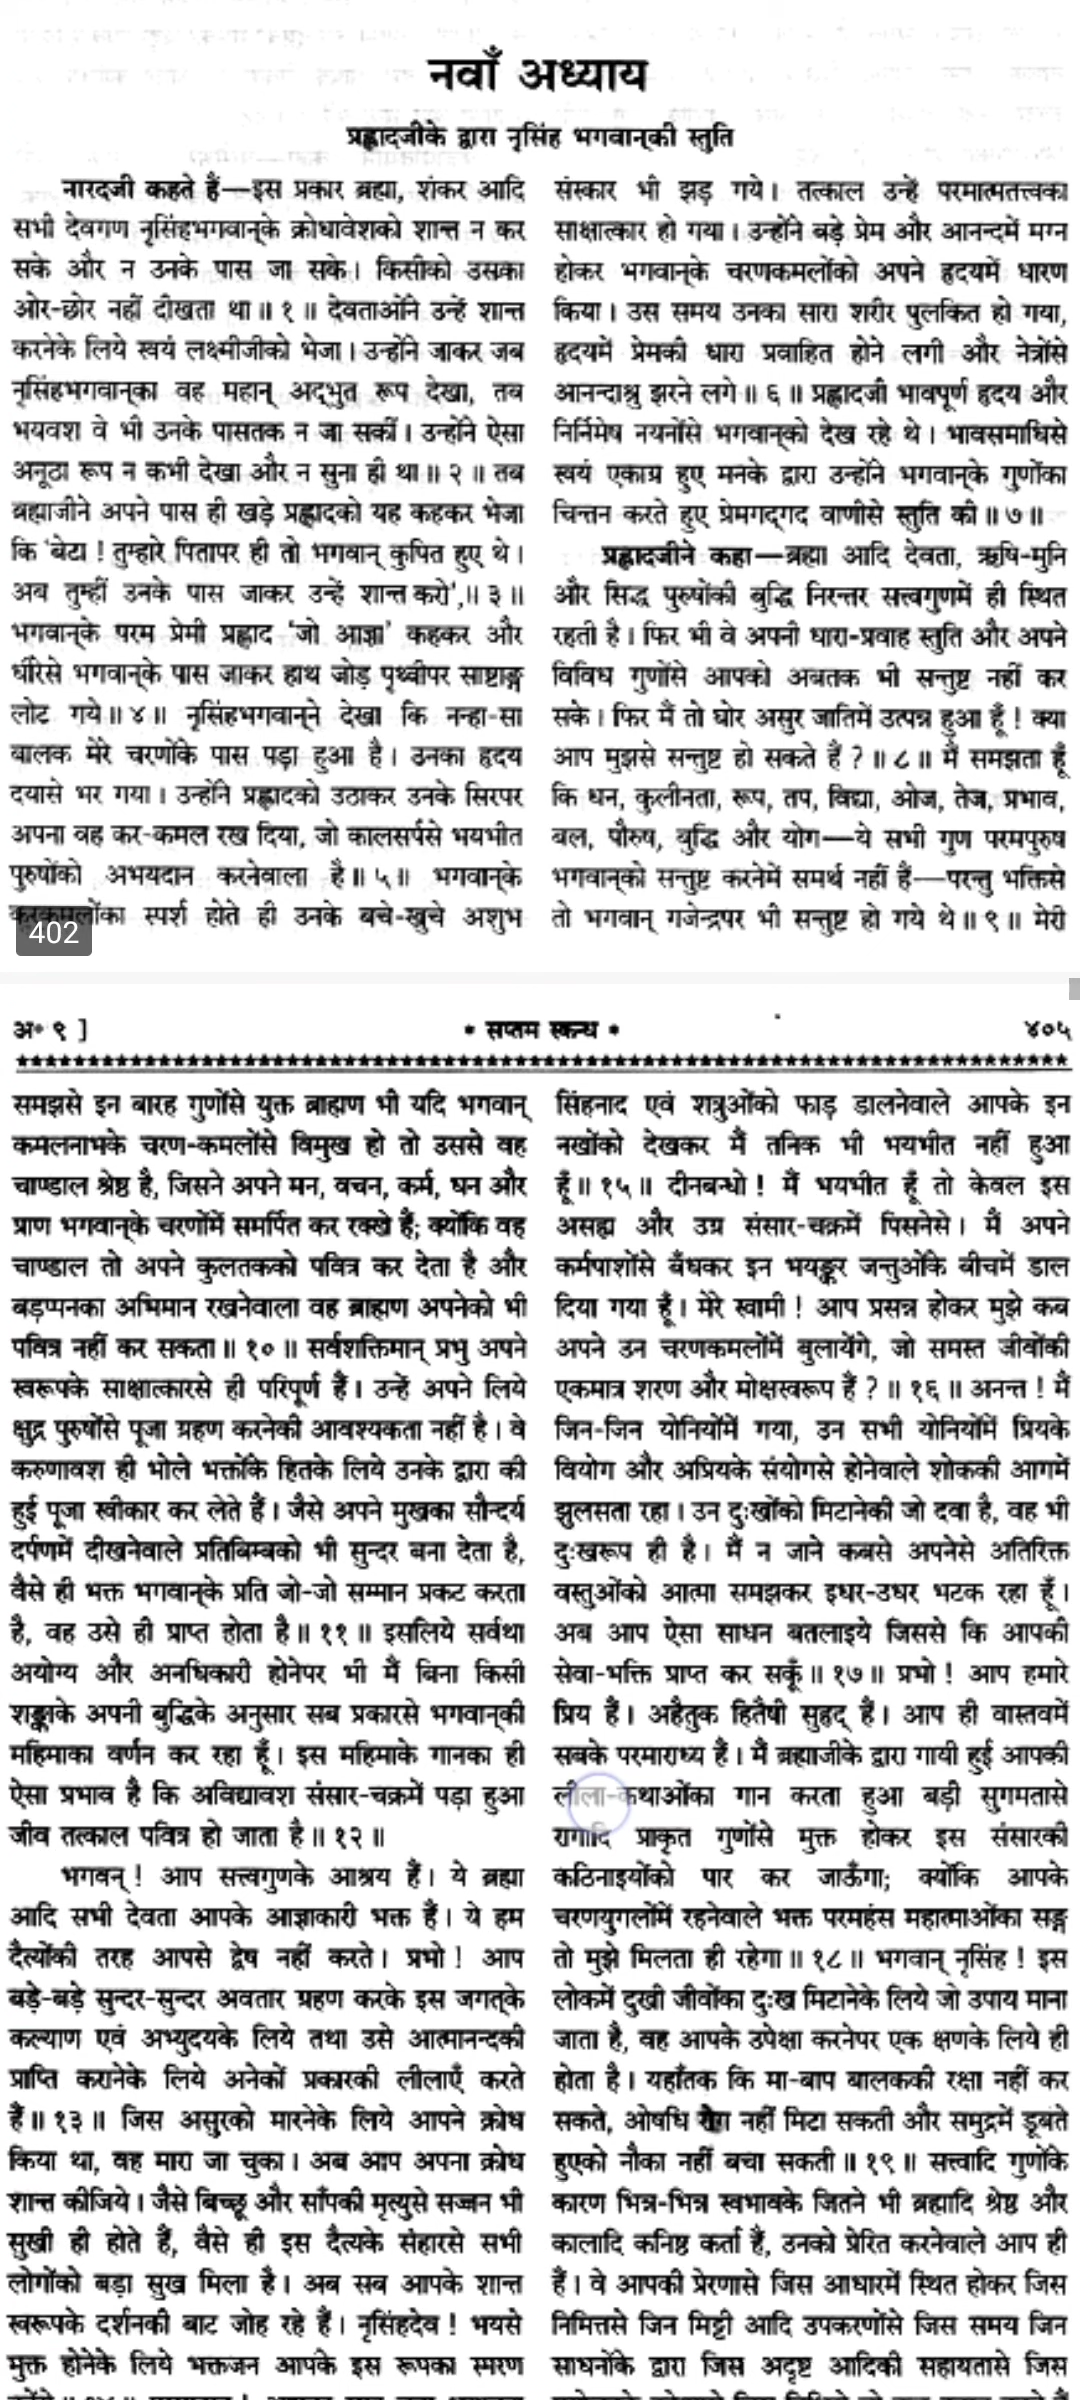 नवाँ अध्याय
प्रह्लादजीके द्वारा नृसिंह भगवान्‌की स्तुति
नारदजी कहते हैं—इस प्रकार ब्रह्मा, शंकर आदि
सभी देवगण नृसिंहभगवान्‌के क्रोधावेशको शान्त न कर
सके और न उनके पास जा सके। किसीको उसका
ओर-छोर नहीं दीखता था॥ १॥ देवताओंने उन्हें शान्त
करनेके लिये स्वयं लक्ष्मीजीको भेजा। उन्होंने जाकर जब
नृसिंहभगवान्‌का वह महान् अद्भुत रूप देखा, तब
भयवश वे भी उनके पासतक न जा सकीं। उन्होंने ऐसा
अनूठा रूप न कभी देखा और न सुना ही था॥ २॥ तब
ब्रह्माजीने अपने पास ही खड़े प्रह्लादको यह कहकर भेजा
कि 'बेटा! तुम्हारे पितापर ही तो भगवान् कुपित हुए थे।
अब तुम्हीं उनके पास जाकर उन्हें शान्त करो',॥ ३॥
भगवान्‌के परम प्रेमी प्रह्लाद 'जो आज्ञा' कहकर और
धीरेसे भगवान्‌के पास जाकर हाथ जोड़ पृथ्वीपर साष्टाङ्ग
लोट गये॥ ४॥ नृसिंहभगवान्‌ने देखा कि नन्हा-सा
बालक मेरे चरणोंके पास पड़ा हुआ है। उनका हृदय
दयासे भर गया। उन्होंने प्रह्लादको उठाकर उनके सिरपर
अपना वह कर-कमल रख दिया, जो कालसर्पसे भयभीत
पुरुषोंको अभयदान करनेवाला है॥ ५॥ भगवान्‌के
करकमलोंका स्पर्श होते ही उनके बचे-खुचे अशुभ
402
संस्कार भी झड़ गये। तत्काल उन्हें परमात्मतत्त्वका
साक्षात्कार हो गया। उन्होंने बड़े प्रेम और आनन्दमें मग्न
होकर भगवान्‌के चरणकमलोंको अपने हृदयमें धारण
किया। उस समय उनका सारा शरीर पुलकित हो गया,
हृदयमें प्रेमकी धारा प्रवाहित होने लगी और नेत्रोंसे
आनन्दाश्रु झरने लगे॥ ६॥ प्रह्लादजी भावपूर्ण हृदय और
निर्निमेष नयनोंसे भगवान्‌को देख रहे थे। भावसमाधिसे
स्वयं एकाग्र हुए मनके द्वारा उन्होंने भगवान्‌के गुणोंका
चिन्तन करते हुए प्रेमगद्‌गद वाणीसे स्तुति की॥ ७॥
प्रह्लादजीने कहा—ब्रह्मा आदि देवता, ऋषि-मुनि
और सिद्ध पुरुषोंकी बुद्धि निरन्तर सत्त्वगुणमें ही स्थित
रहती है। फिर भी वे अपनी धारा-प्रवाह स्तुति और अपने
विविध गुणोंसे आपको अबतक भी सन्तुष्ट नहीं कर
सके। फिर मैं तो घोर असुर जातिमें उत्पन्न हुआ हूँ! क्या
आप मुझसे सन्तुष्ट हो सकते हैं?॥ ८॥ मैं समझता हूँ
कि धन, कुलीनता, रूप, तप, विद्या, ओज, तेज, प्रभाव,
बल, पौरुष, बुद्धि और योग—ये सभी गुण परमपुरुष
भगवान्‌को सन्तुष्ट करनेमें समर्थ नहीं हैं—परन्तु भक्तिसे
तो भगवान् गजेन्द्रपर भी सन्तुष्ट हो गये थे॥ ९॥ मेरी
अ॰ ९ ]
• सप्तम स्कन्ध •
४०५
समझसे इन बारह गुणोंसे युक्त ब्राह्मण भी यदि भगवान्
कमलनाभके चरण-कमलोंसे विमुख हो तो उससे वह
चाण्डाल श्रेष्ठ है, जिसने अपने मन, वचन, कर्म, धन और
प्राण भगवान्‌के चरणोंमें समर्पित कर रक्खे हैं; क्योंकि वह
चाण्डाल तो अपने कुलतकको पवित्र कर देता है और
बड़प्पनका अभिमान रखनेवाला वह ब्राह्मण अपनेको भी
पवित्र नहीं कर सकता॥ १०॥ सर्वशक्तिमान् प्रभु अपने
स्वरूपके साक्षात्कारसे ही परिपूर्ण हैं। उन्हें अपने लिये
क्षुद्र पुरुषोंसे पूजा ग्रहण करनेकी आवश्यकता नहीं है। वे
करुणावश ही भोले भक्तोंके हितके लिये उनके द्वारा की
हुई पूजा स्वीकार कर लेते हैं। जैसे अपने मुखका सौन्दर्य
दर्पणमें दीखनेवाले प्रतिबिम्बको भी सुन्दर बना देता है,
वैसे ही भक्त भगवान्‌के प्रति जो-जो सम्मान प्रकट करता
है, वह उसे ही प्राप्त होता है॥ ११॥ इसलिये सर्वथा
अयोग्य और अनधिकारी होनेपर भी मैं बिना किसी
शङ्काके अपनी बुद्धिके अनुसार सब प्रकारसे भगवान्‌की
महिमाका वर्णन कर रहा हूँ। इस महिमाके गानका ही
ऐसा प्रभाव है कि अविद्यावश संसार-चक्रमें पड़ा हुआ
जीव तत्काल पवित्र हो जाता है॥ १२॥
भगवन्! आप सत्त्वगुणके आश्रय हैं। ये ब्रह्मा
आदि सभी देवता आपके आज्ञाकारी भक्त हैं। ये हम
दैत्योंकी तरह आपसे द्वेष नहीं करते। प्रभो! आप
बड़े-बड़े सुन्दर-सुन्दर अवतार ग्रहण करके इस जगत्‌के
कल्याण एवं अभ्युदयके लिये तथा उसे आत्मानन्दकी
प्राप्ति करानेके लिये अनेकों प्रकारकी लीलाएँ करते
हैं॥ १३॥ जिस असुरको मारनेके लिये आपने क्रोध
किया था, वह मारा जा चुका। अब आप अपना क्रोध
शान्त कीजिये। जैसे बिच्छू और साँपकी मृत्युसे सज्जन भी
सुखी ही होते हैं, वैसे ही इस दैत्यके संहारसे सभी
लोगोंको बड़ा सुख मिला है। अब सब आपके शान्त
स्वरूपके दर्शनकी बाट जोह रहे हैं। नृसिंहदेव! भयसे
मुक्त होनेके लिये भक्तजन आपके इस रूपका स्मरण
सिंहनाद एवं शत्रुओंको फाड़ डालनेवाले आपके इन
नखोंको देखकर मैं तनिक भी भयभीत नहीं हुआ
हूँ॥ १५॥ दीनबन्धो! मैं भयभीत हूँ तो केवल इस
असह्य और उग्र संसार-चक्रमें पिसनेसे। मैं अपने
कर्मपाशोंसे बँधकर इन भयङ्कर जन्तुओंके बीचमें डाल
दिया गया हूँ। मेरे स्वामी! आप प्रसन्न होकर मुझे कब
अपने उन चरणकमलोंमें बुलायेंगे, जो समस्त जीवोंकी
एकमात्र शरण और मोक्षस्वरूप हैं?॥ १६॥ अनन्त! मैं
जिन-जिन योनियोंमें गया, उन सभी योनियोंमें प्रियके
वियोग और अप्रियके संयोगसे होनेवाले शोककी आगमें
झुलसता रहा। उन दुःखोंको मिटानेकी जो दवा है, वह भी
दुःखरूप ही है। मैं न जाने कबसे अपनेसे अतिरिक्त
वस्तुओंको आत्मा समझकर इधर-उधर भटक रहा हूँ।
अब आप ऐसा साधन बतलाइये जिससे कि आपकी
सेवा-भक्ति प्राप्त कर सकूँ॥ १७॥ प्रभो! आप हमारे
प्रिय हैं। अहैतुक हितैषी सुहृद् हैं। आप ही वास्तवमें
सबके परमाराध्य हैं। मैं ब्रह्माजीके द्वारा गायी हुई आपकी
लीला-कथाओंका गान करता हुआ बड़ी सुगमतासे
रागादि प्राकृत गुणोंसे मुक्त होकर इस संसारकी
कठिनाइयोंको पार कर जाऊँगा; क्योंकि आपके
चरणयुगलोंमें रहनेवाले भक्त परमहंस महात्माओंका सङ्ग
तो मुझे मिलता ही रहेगा॥ १८॥ भगवान् नृसिंह! इस
लोकमें दुखी जीवोंका दुःख मिटानेके लिये जो उपाय माना
जाता है, वह आपके उपेक्षा करनेपर एक क्षणके लिये ही
होता है। यहाँतक कि मा-बाप बालककी रक्षा नहीं कर
सकते, ओषधि रोग नहीं मिटा सकती और समुद्रमें डूबते
हुएको नौका नहीं बचा सकती॥ १९॥ सत्त्वादि गुणोंके
कारण भिन्न-भिन्न स्वभावके जितने भी ब्रह्मादि श्रेष्ठ और
कालादि कनिष्ठ कर्ता हैं, उनको प्रेरित करनेवाले आप ही
हैं। वे आपकी प्रेरणासे जिस आधारमें स्थित होकर जिस
निमित्तसे जिन मिट्टी आदि उपकरणोंसे जिस समय जिन
साधनोंके द्वारा जिस अदृष्ट आदिकी सहायतासे जिस